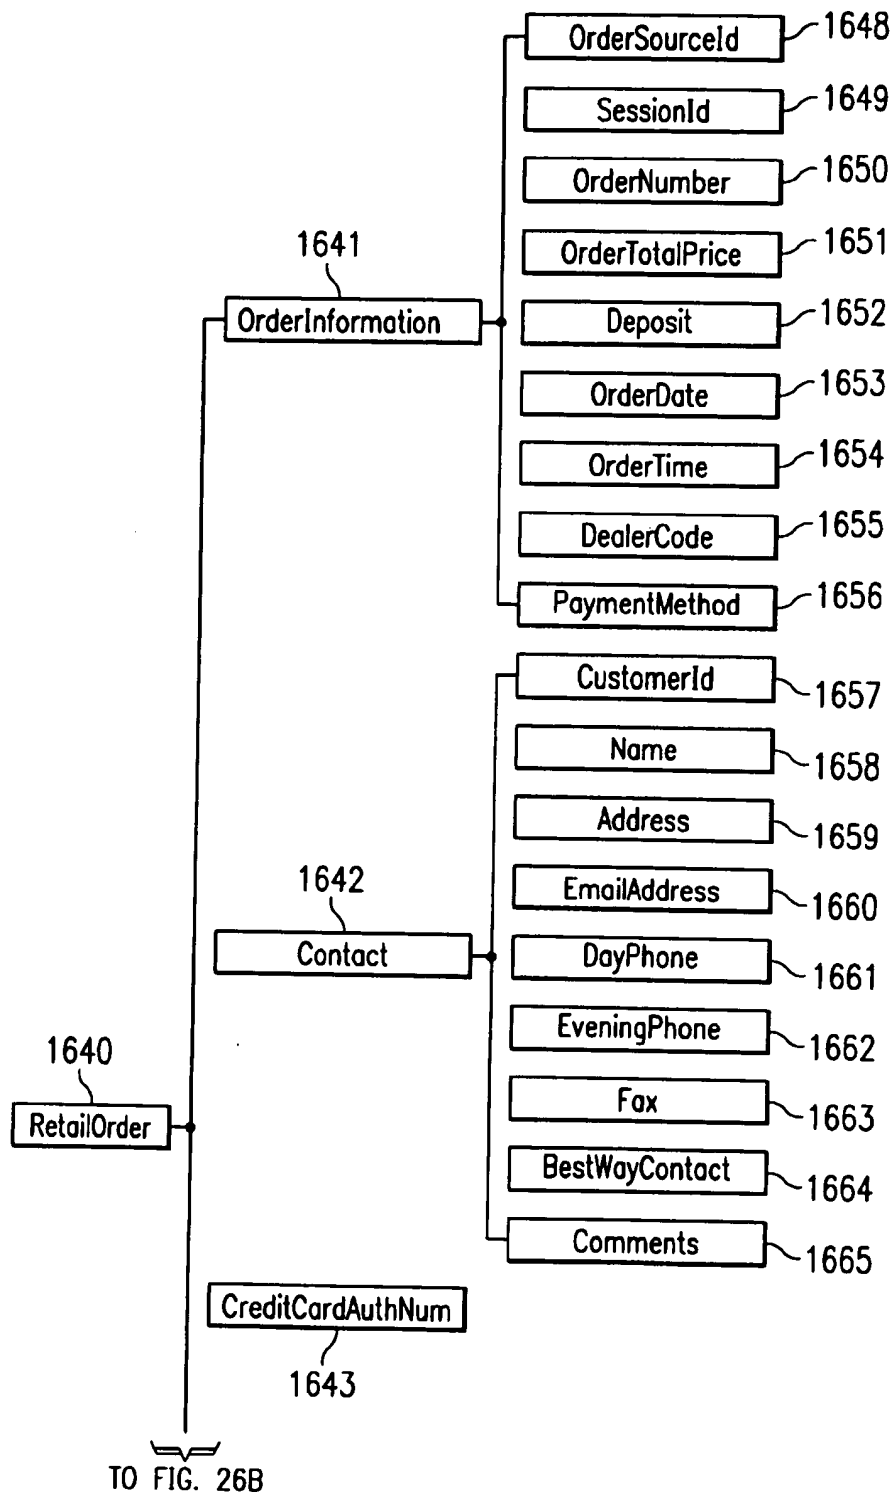 OrderSourceId 1648
SessionId 1649
OrderNumber 1650
1641
OrderTotalPrice 1651
OrderInformation
Deposit 1652
OrderDate 1653
OrderTime 1654
DealerCode 1655
PaymentMethod 1656
CustomerId 1657
Name 1658
Address 1659
1642
EmailAddress 1660
Contact
DayPhone 1661
EveningPhone 1662
1640
RetailOrder
Fax 1663
BestWayContact 1664
Comments 1665
CreditCardAuthNum
1643
TO FIG. 26B